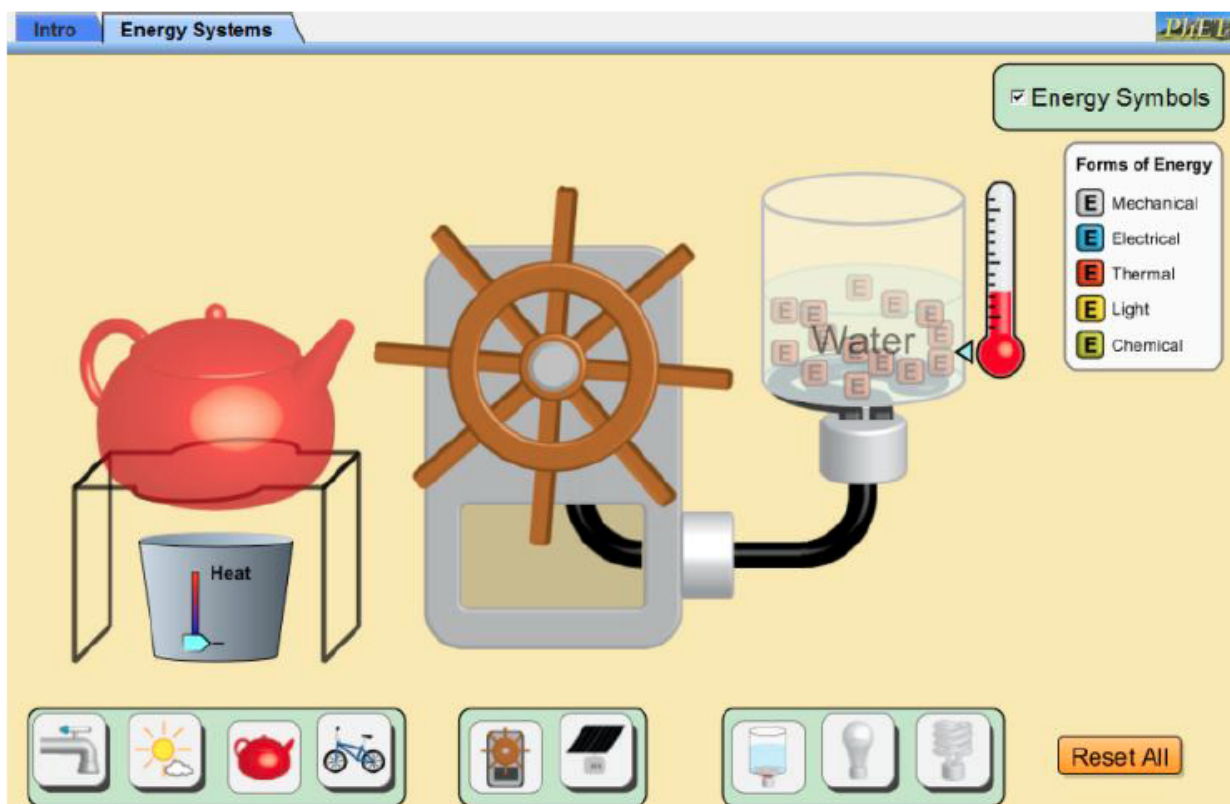 Intro
Energy Systems
PhET
Energy Symbols
Forms of Energy
E Mechanical
E Electrical
E Thermal
E Light
E Chemical
E
E
E
E
E
E
E
E
E
E
E
E
E
E
Water
Heat
Reset All